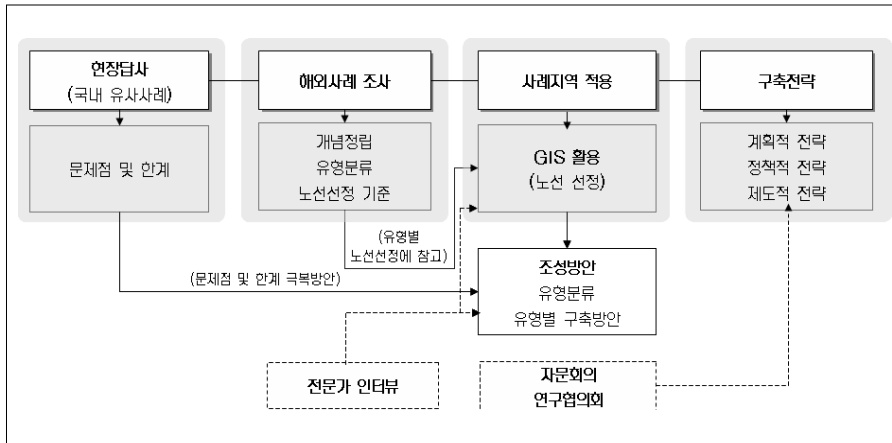 현장답사
(국내 유사사례)
해외사례 조사
사례지역 적용
구축전략
문제점 및 한계
개념정립
유형분류
노선선정 기준
GIS 활용
(노선 선정)
계획적 전략
정책적 전략
제도적 전략
(유형별
노선선정에 참고)
(문제점 및 한계 극복방안)
조성방안
유형분류
유형별 구축방안
전문가 인터뷰
자문회의
연구협의회